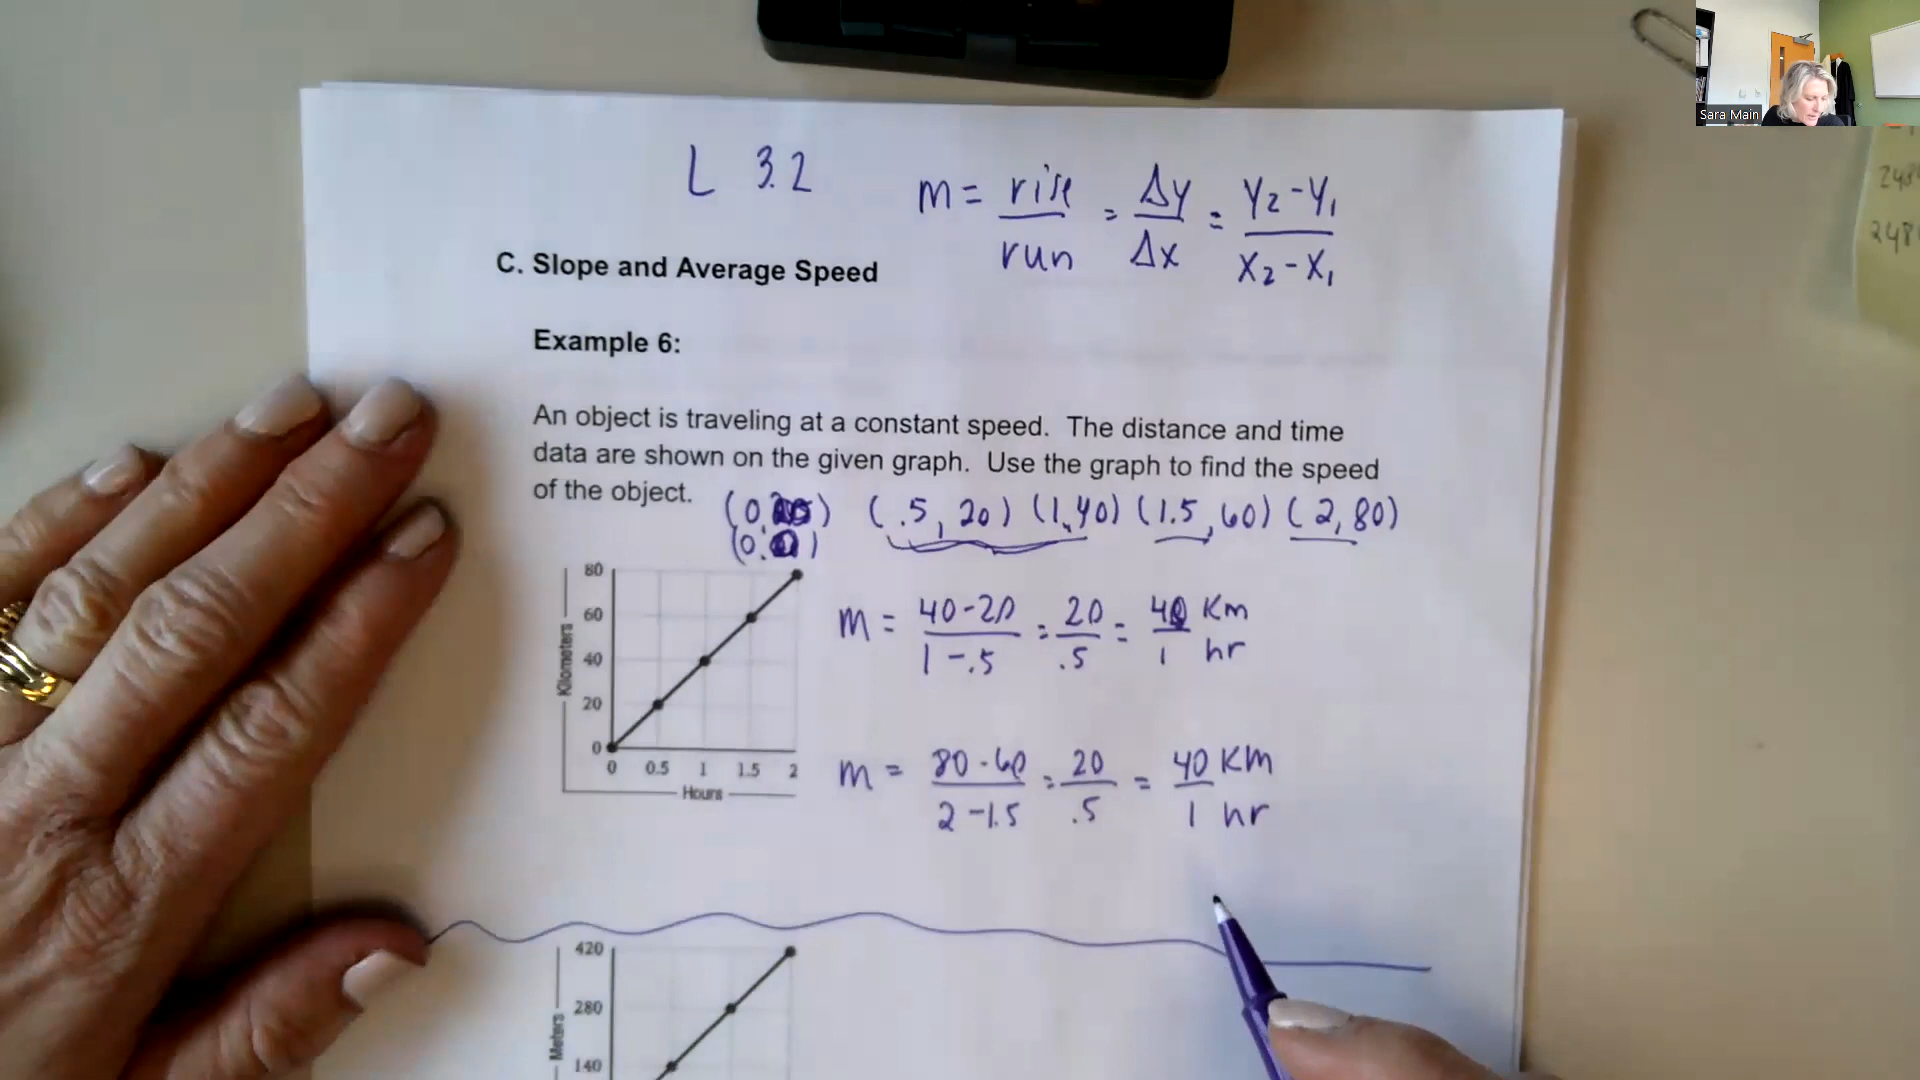 Sara Main
L 3.2
m = rise/run = Δy/Δx = Y₂-Y₁/X₂-X₁
C. Slope and Average Speed
Example 6:
An object is traveling at a constant speed. The distance and time
data are shown on the given graph. Use the graph to find the speed
of the object.
(.5, 20) (1,40) (1.5,60) (2,80)
80
60
40
20
0
0 0.5 1 1.5 2
Kilometers
Hours
m = 40-20/1-.5 = 20/.5 = 40/1 Km/hr
m = 80-60/2-1.5 = 20/.5 = 40/1 KM/hr
420
280
140
Meters